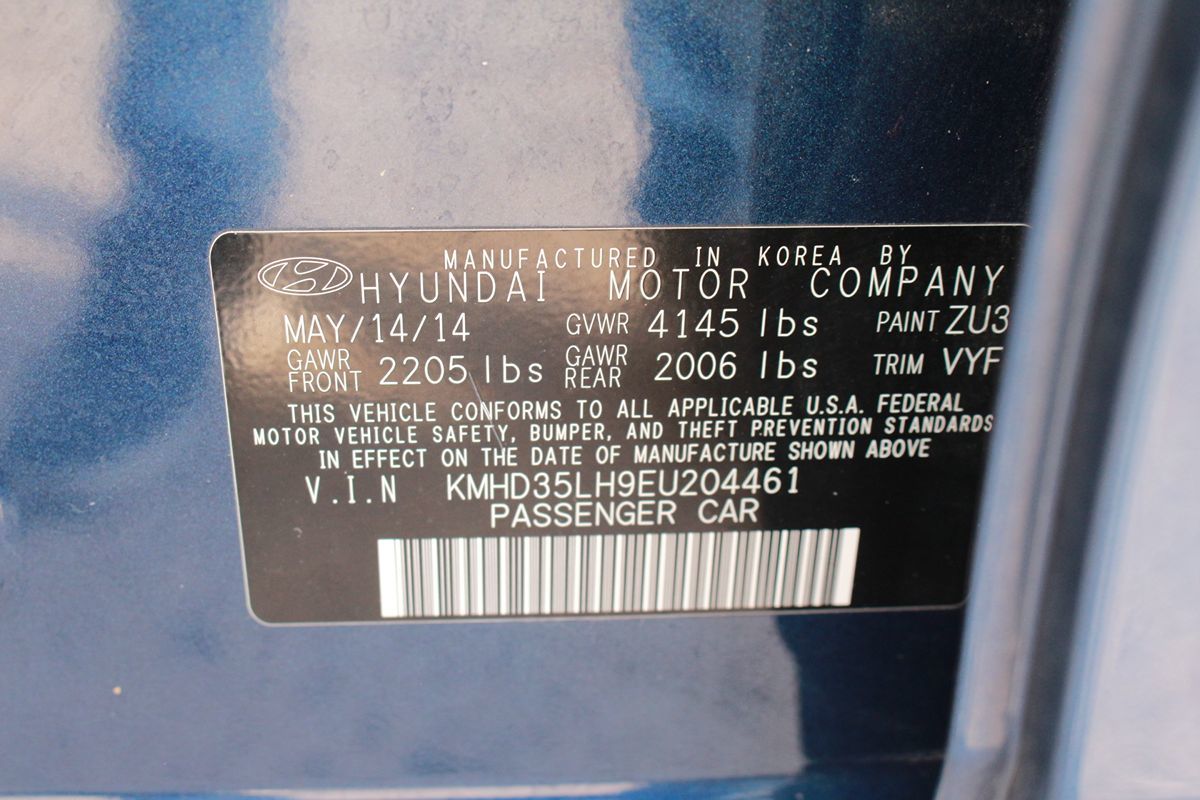 MANUFACTURED IN KOREA BY
HYUNDAI MOTOR COMPANY
MAY/14/14 GVWR 4145 lbs PAINT ZU3
GAWR FRONT 2205 lbs GAWR REAR 2006 lbs TRIM VYF
THIS VEHICLE CONFORMS TO ALL APPLICABLE U.S.A. FEDERAL
MOTOR VEHICLE SAFETY, BUMPER, AND THEFT PREVENTION STANDARDS
IN EFFECT ON THE DATE OF MANUFACTURE SHOWN ABOVE
V.I.N KMHD35LH9EU204461
PASSENGER CAR